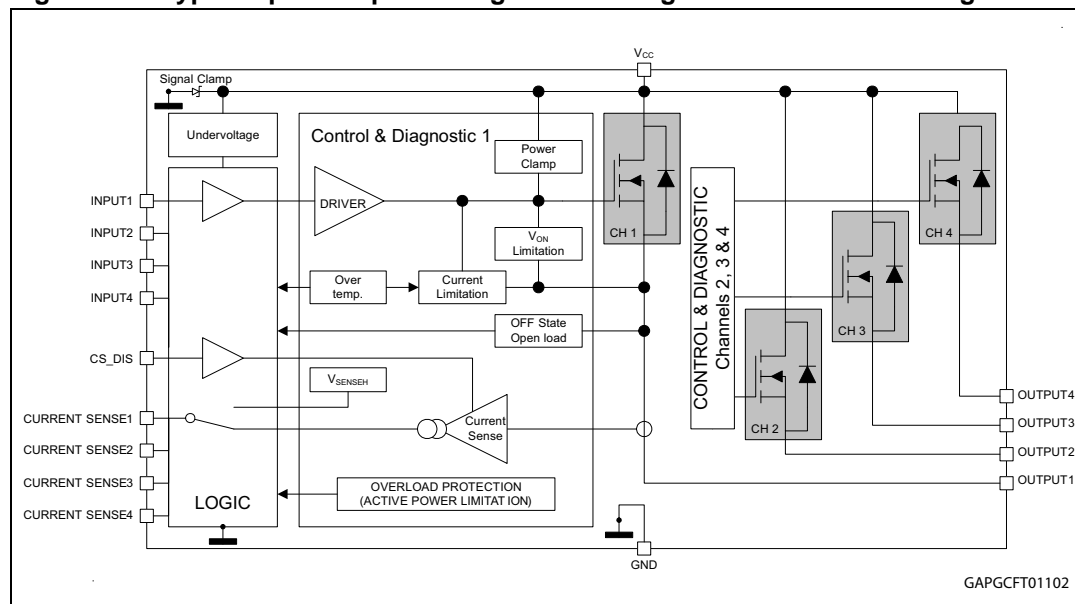 VCC
Signal Clamp
Undervoltage
Control & Diagnostic 1
Power
Clamp
DRIVER
CH 1
CH 4
INPUT1
INPUT2
INPUT3
INPUT4
VON
Limitation
Over
temp.
Current
Limitation
OFF State
Open load
CONTROL & DIAGNOSTIC
Channels 2, 3 & 4
CH 3
CH 2
CS_DIS
VSENSEH
Current
Sense
CURRENT SENSE1
CURRENT SENSE2
CURRENT SENSE3
CURRENT SENSE4
LOGIC
OVERLOAD PROTECTION
(ACTIVE POWER LIMITATION)
OUTPUT4
OUTPUT3
OUTPUT2
OUTPUT1
GND
GAPGCFT01102